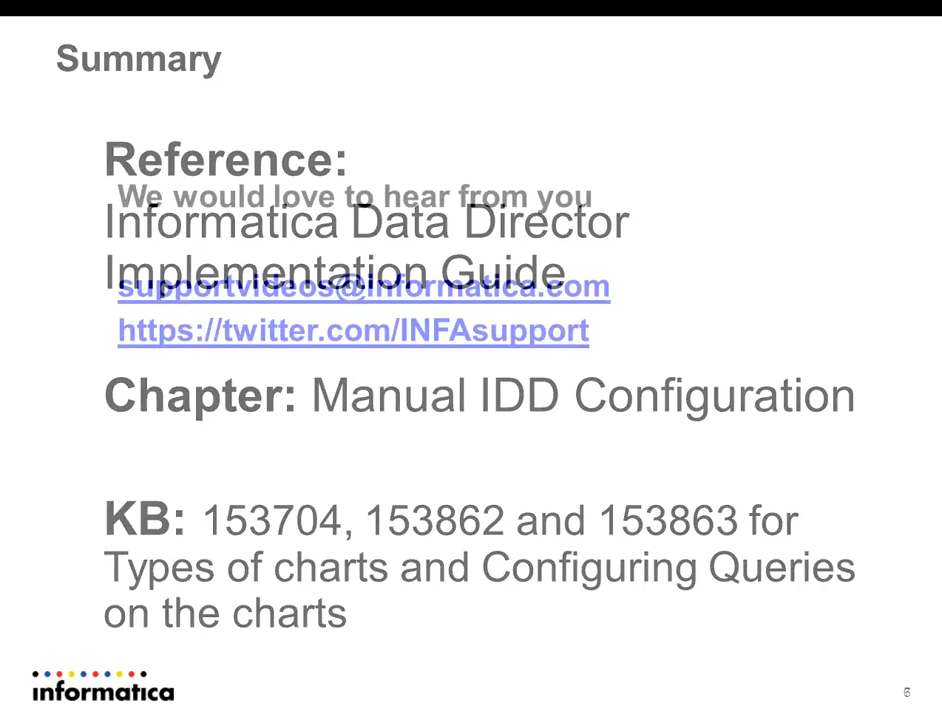 Summary
Reference:
We would love to hear from you
Informatica Data Director
Implementation Guide
supportvideos@informatica.com
https://twitter.com/INFAsupport
Chapter: Manual IDD Configuration
KB: 153704, 153862 and 153863 for
Types of charts and Configuring Queries
on the charts
informatica